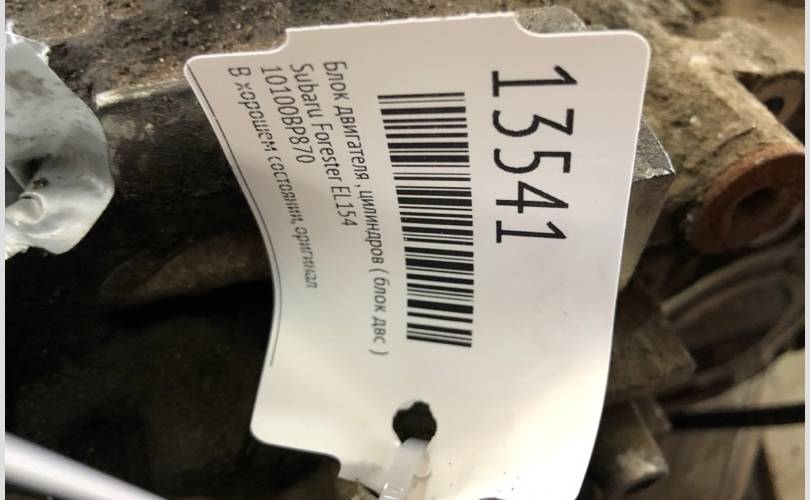 13541
Блок двигателя , цилиндров ( блок двс )
Subaru Forester EL154
10100BP870
В хорошем состоянии, оригинал